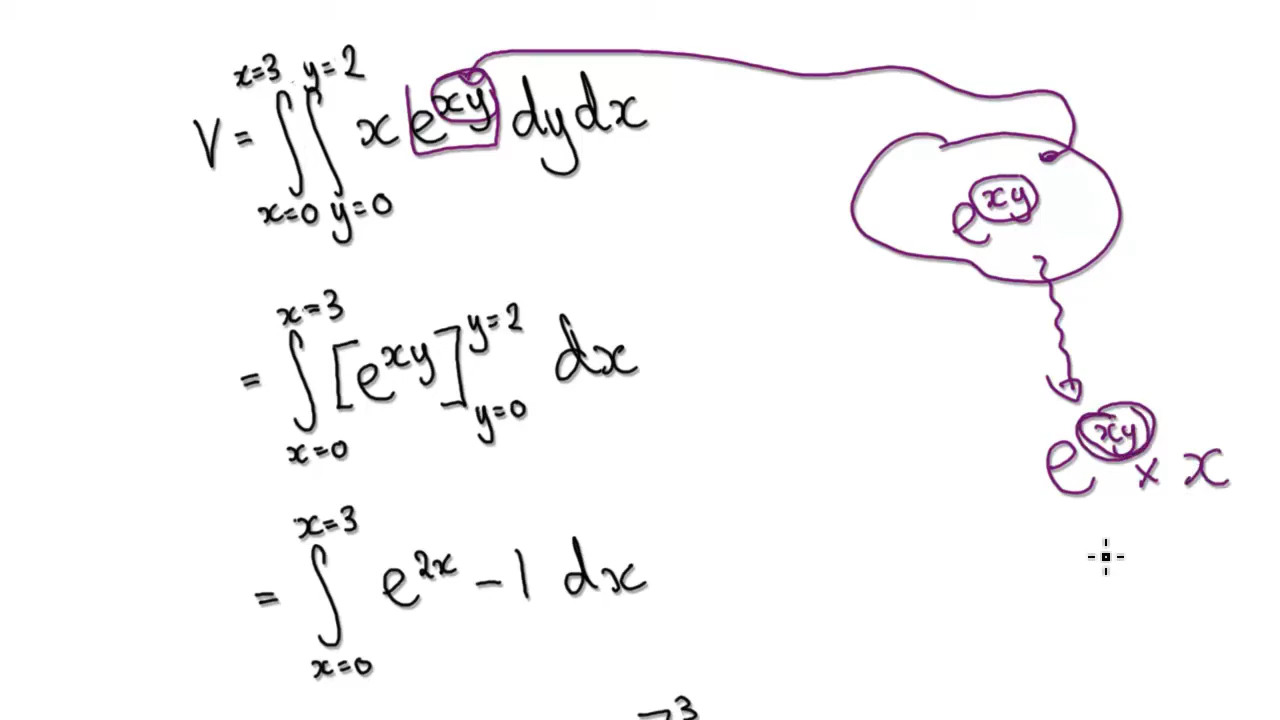 x=3 y=2
V = ∫∫ x e^{xy} dy dx
x=0 y=0
e^{xy}
x=3
= ∫ [e^{xy}]^{y=2}_{y=0} dx
x=0
e^{xy} × x
x=3
= ∫ e^{2x} - 1 dx
x=0
]^{3}